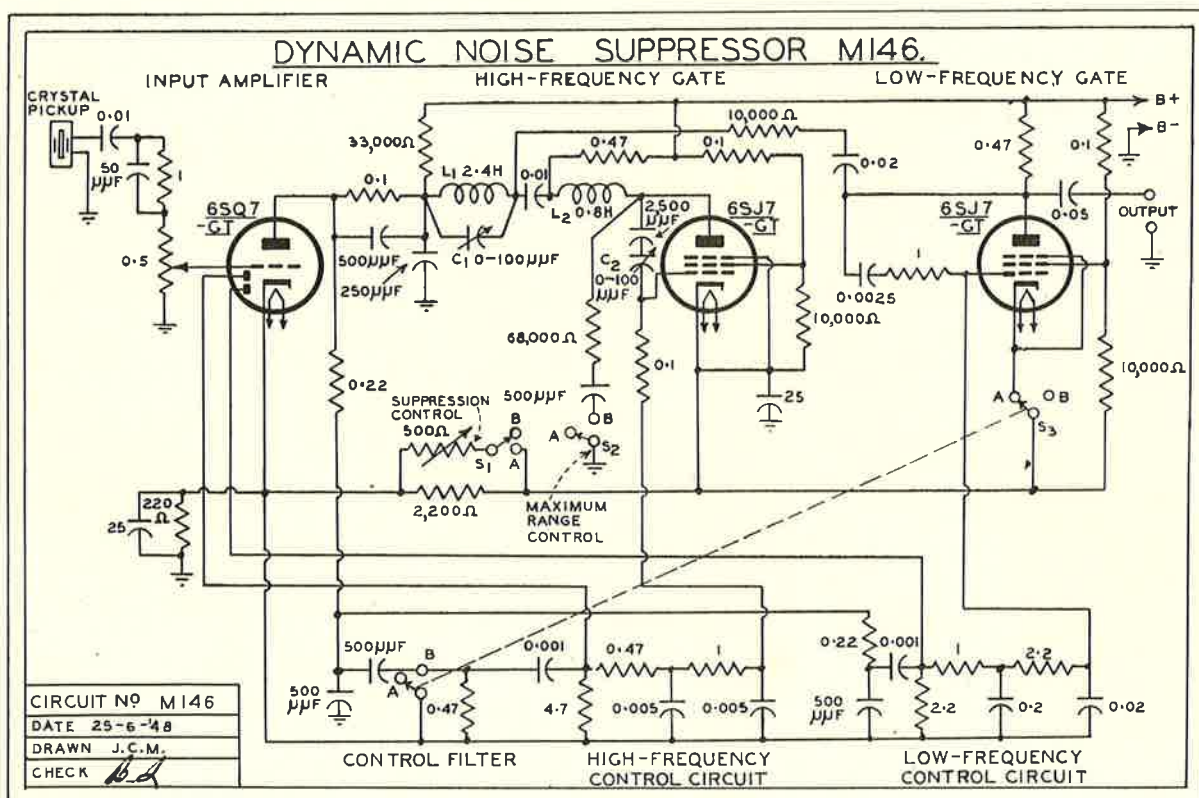 DYNAMIC NOISE SUPPRESSOR M146.
INPUT AMPLIFIER
HIGH-FREQUENCY GATE
LOW-FREQUENCY GATE
CRYSTAL
PICKUP
0.01
50
µµF
1
0.5
6SQ7
-GT
33,000Ω
0.1
L1 2.4H
500µµF
250µµF
C1 0-100µµF
0.01
L2 0.8H
0.47
0.1
10,000Ω
2,500
µµF
C2
0-100
µµF
6SJ7
-GT
10,000Ω
68,000Ω
0.1
500µµF
25
0.02
0.47
0.1
B+
B-
0.05
OUTPUT
6SJ7
-GT
1
0.0025
10,000Ω
A
B
S3
0.22
SUPPRESSION
CONTROL
500Ω
S1
B
A
A
B
S2
MAXIMUM
RANGE
CONTROL
2,200Ω
220
Ω
25
500µµF
B
A
500
µµF
0.47
0.001
4.7
0.47
1
0.005
0.005
0.22
0.001
500
µµF
2.2
1
2.2
0.2
0.02
CONTROL FILTER
HIGH-FREQUENCY
CONTROL CIRCUIT
LOW-FREQUENCY
CONTROL CIRCUIT
CIRCUIT Nº M146
DATE 25-6-'48
DRAWN J.C.M.
CHECK